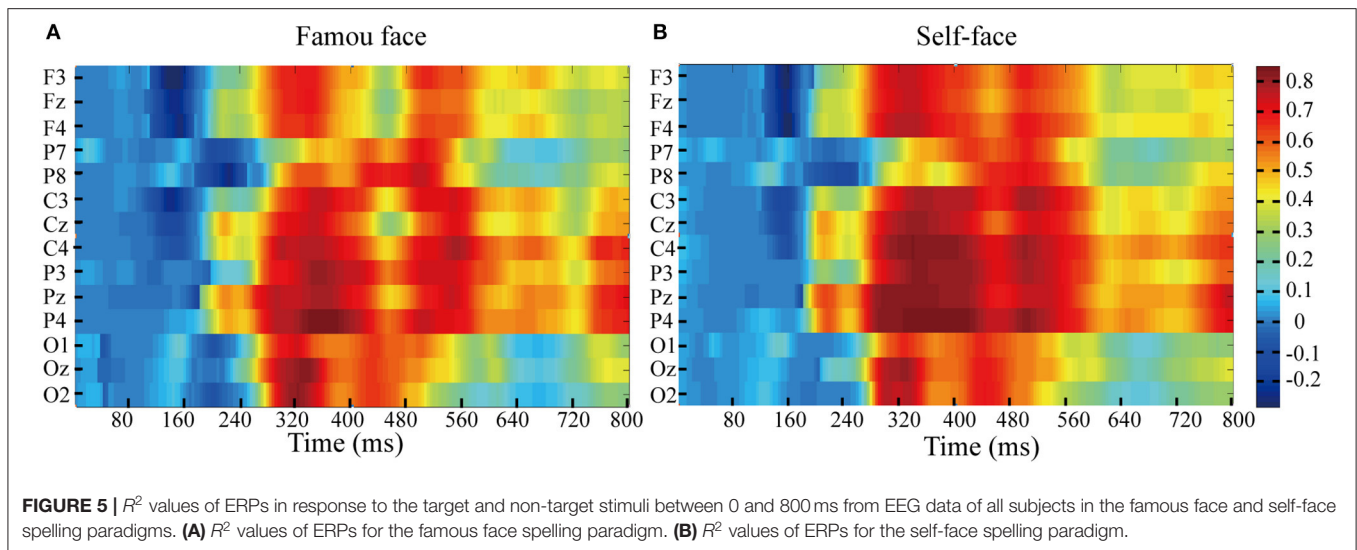 A
Famou face
F3
Fz
F4
P7
P8
C3
Cz
C4
P3
Pz
P4
O1
Oz
O2
80 160 240 320 400 480 560 640 720 800
Time (ms)
B
Self-face
F3
Fz
F4
P7
P8
C3
Cz
C4
P3
Pz
P4
O1
Oz
O2
80 160 240 320 400 480 560 640 720 800
Time (ms)
0.8
0.7
0.6
0.5
0.4
0.3
0.2
0.1
0
-0.1
-0.2
FIGURE 5 | R² values of ERPs in response to the target and non-target stimuli between 0 and 800 ms from EEG data of all subjects in the famous face and self-face
spelling paradigms. (A) R² values of ERPs for the famous face spelling paradigm. (B) R² values of ERPs for the self-face spelling paradigm.